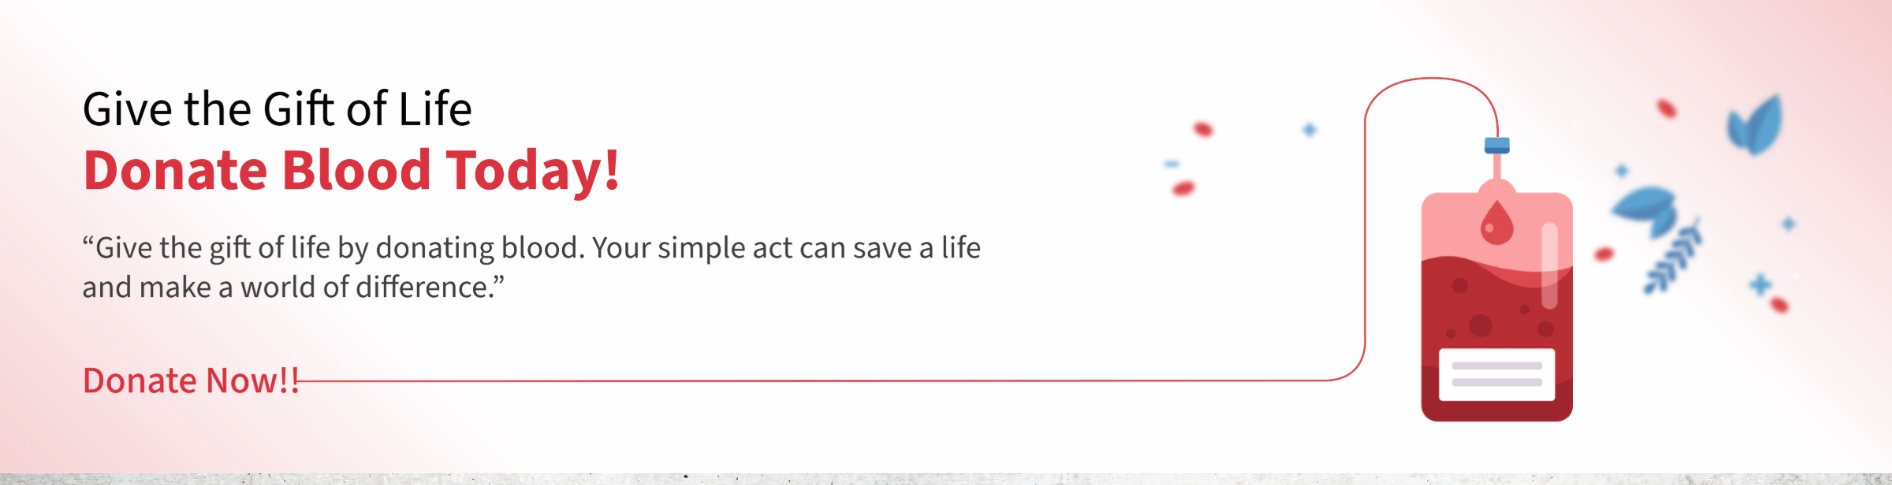 Give the Gift of Life
Donate Blood Today!
“Give the gift of life by donating blood. Your simple act can save a life
and make a world of difference.”
Donate Now!!